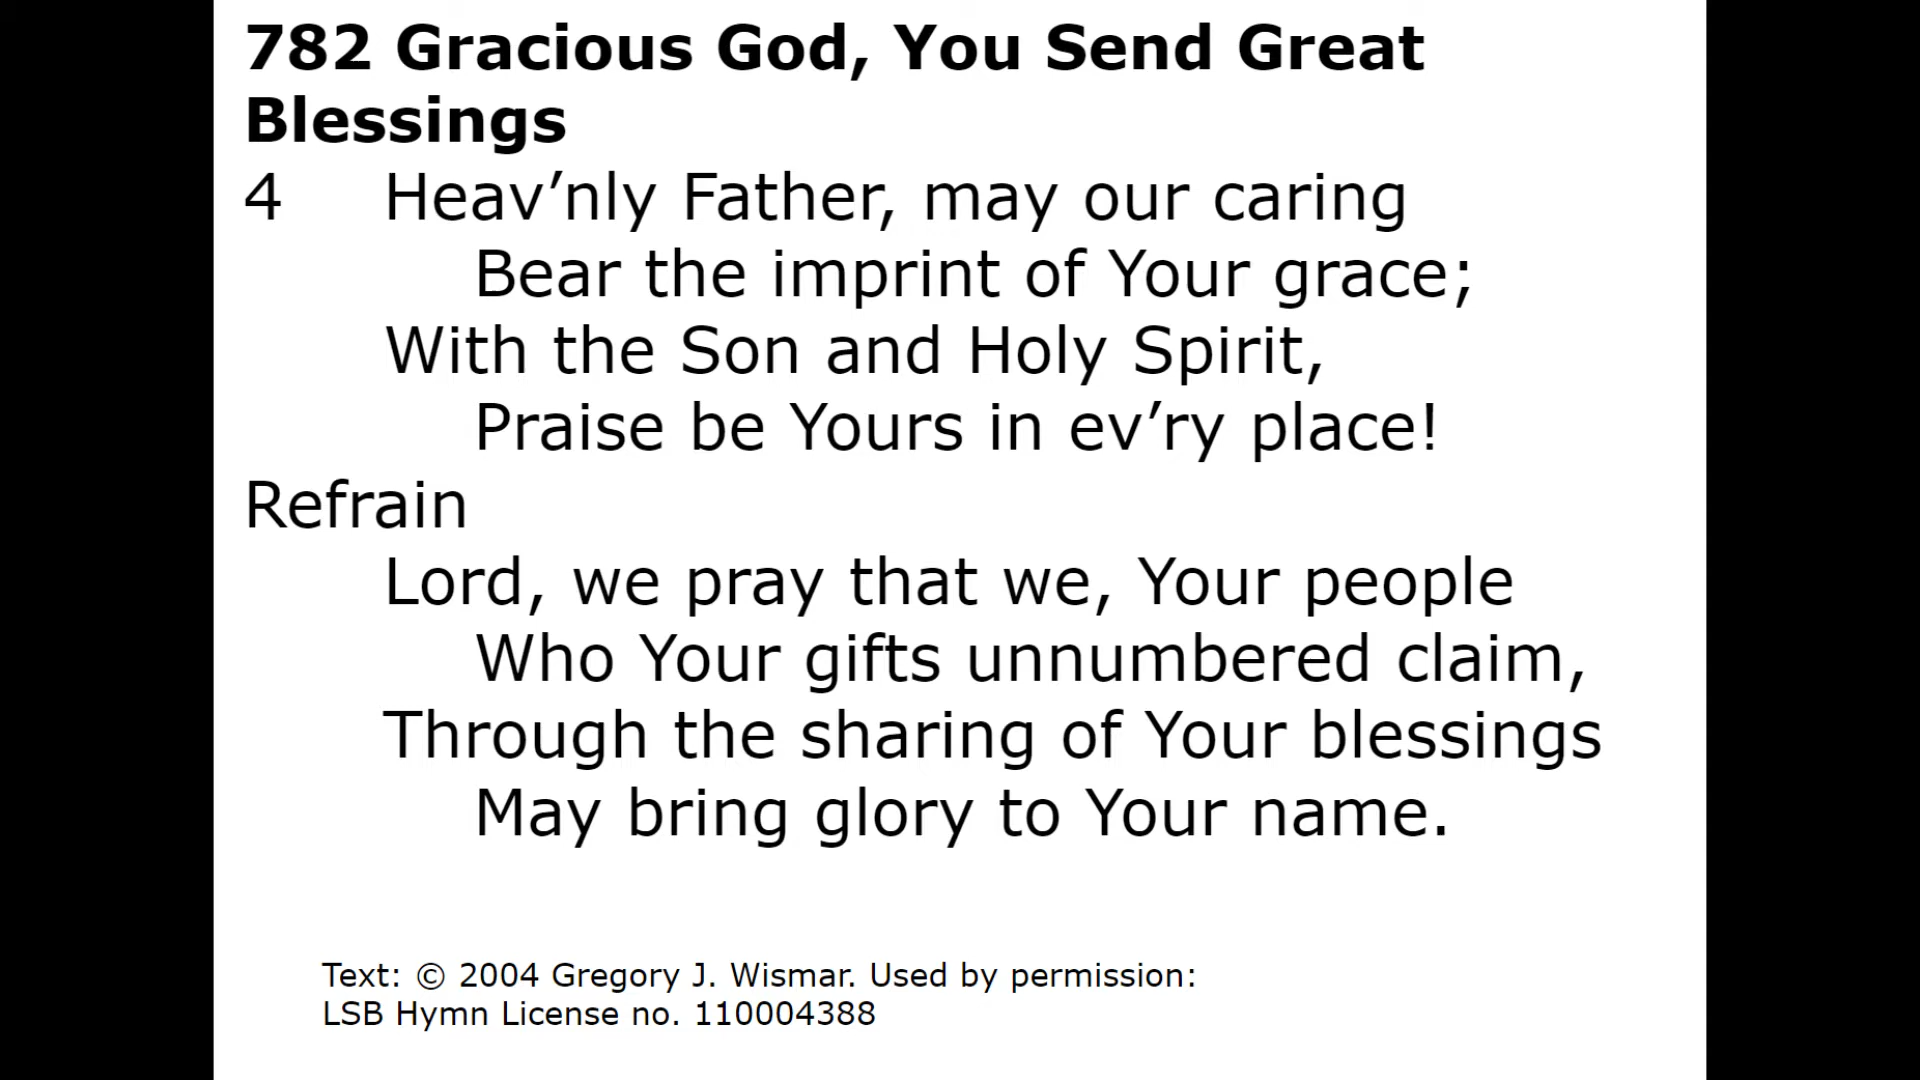 782 Gracious God, You Send Great
Blessings
4 Heav’nly Father, may our caring
Bear the imprint of Your grace;
With the Son and Holy Spirit,
Praise be Yours in ev’ry place!
Refrain
Lord, we pray that we, Your people
Who Your gifts unnumbered claim,
Through the sharing of Your blessings
May bring glory to Your name.
Text: © 2004 Gregory J. Wismar. Used by permission:
LSB Hymn License no. 110004388